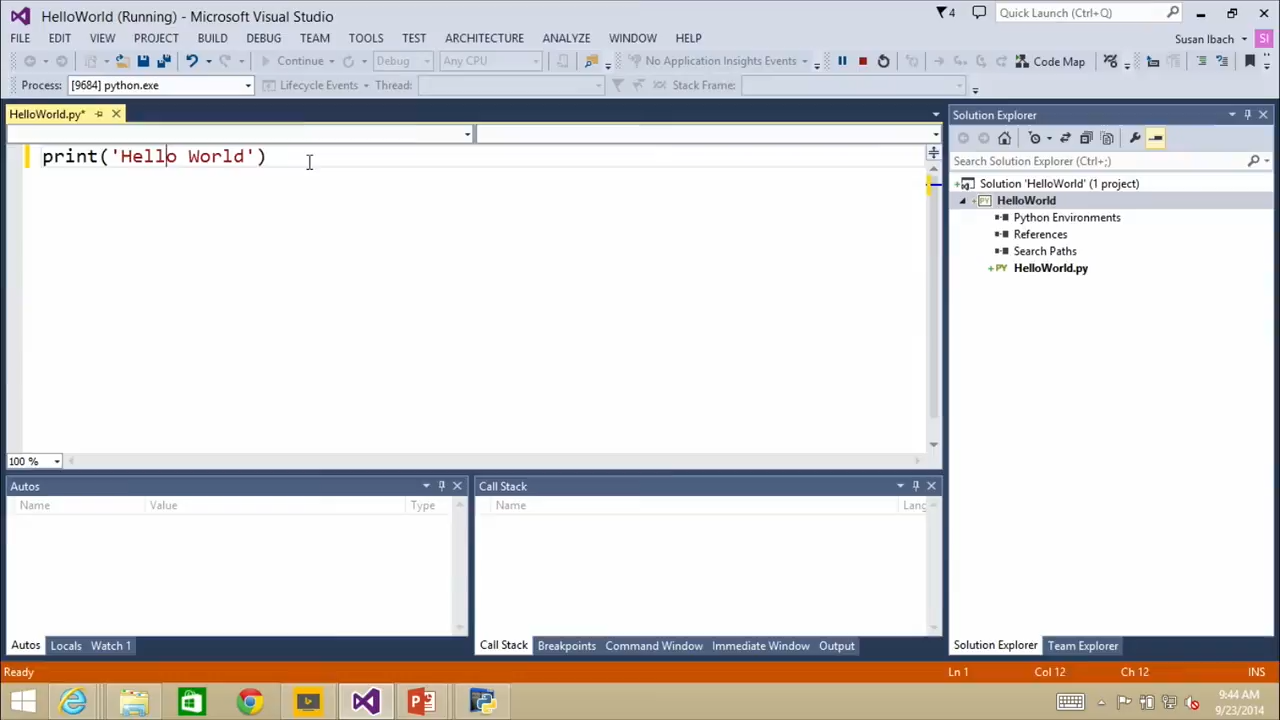 HelloWorld (Running) - Microsoft Visual Studio
4
Quick Launch (Ctrl+Q)
FILE EDIT VIEW PROJECT BUILD DEBUG TEAM TOOLS TEST ARCHITECTURE ANALYZE WINDOW HELP
Susan Ibach SI
Continue Debug Any CPU No Application Insights Events Code Map
Process: [9684] python.exe Lifecycle Events Thread: Stack Frame:
HelloWorld.py*
print('Hello World')
100 %
Solution Explorer
Search Solution Explorer (Ctrl+;)
Solution 'HelloWorld' (1 project)
PY HelloWorld
Python Environments
References
Search Paths
PY HelloWorld.py
Autos
Name Value Type
Call Stack
Name Lang
Autos Locals Watch 1
Call Stack Breakpoints Command Window Immediate Window Output
Solution Explorer Team Explorer
Ready Ln 1 Col 12 Ch 12 INS
9:44 AM
9/23/2014